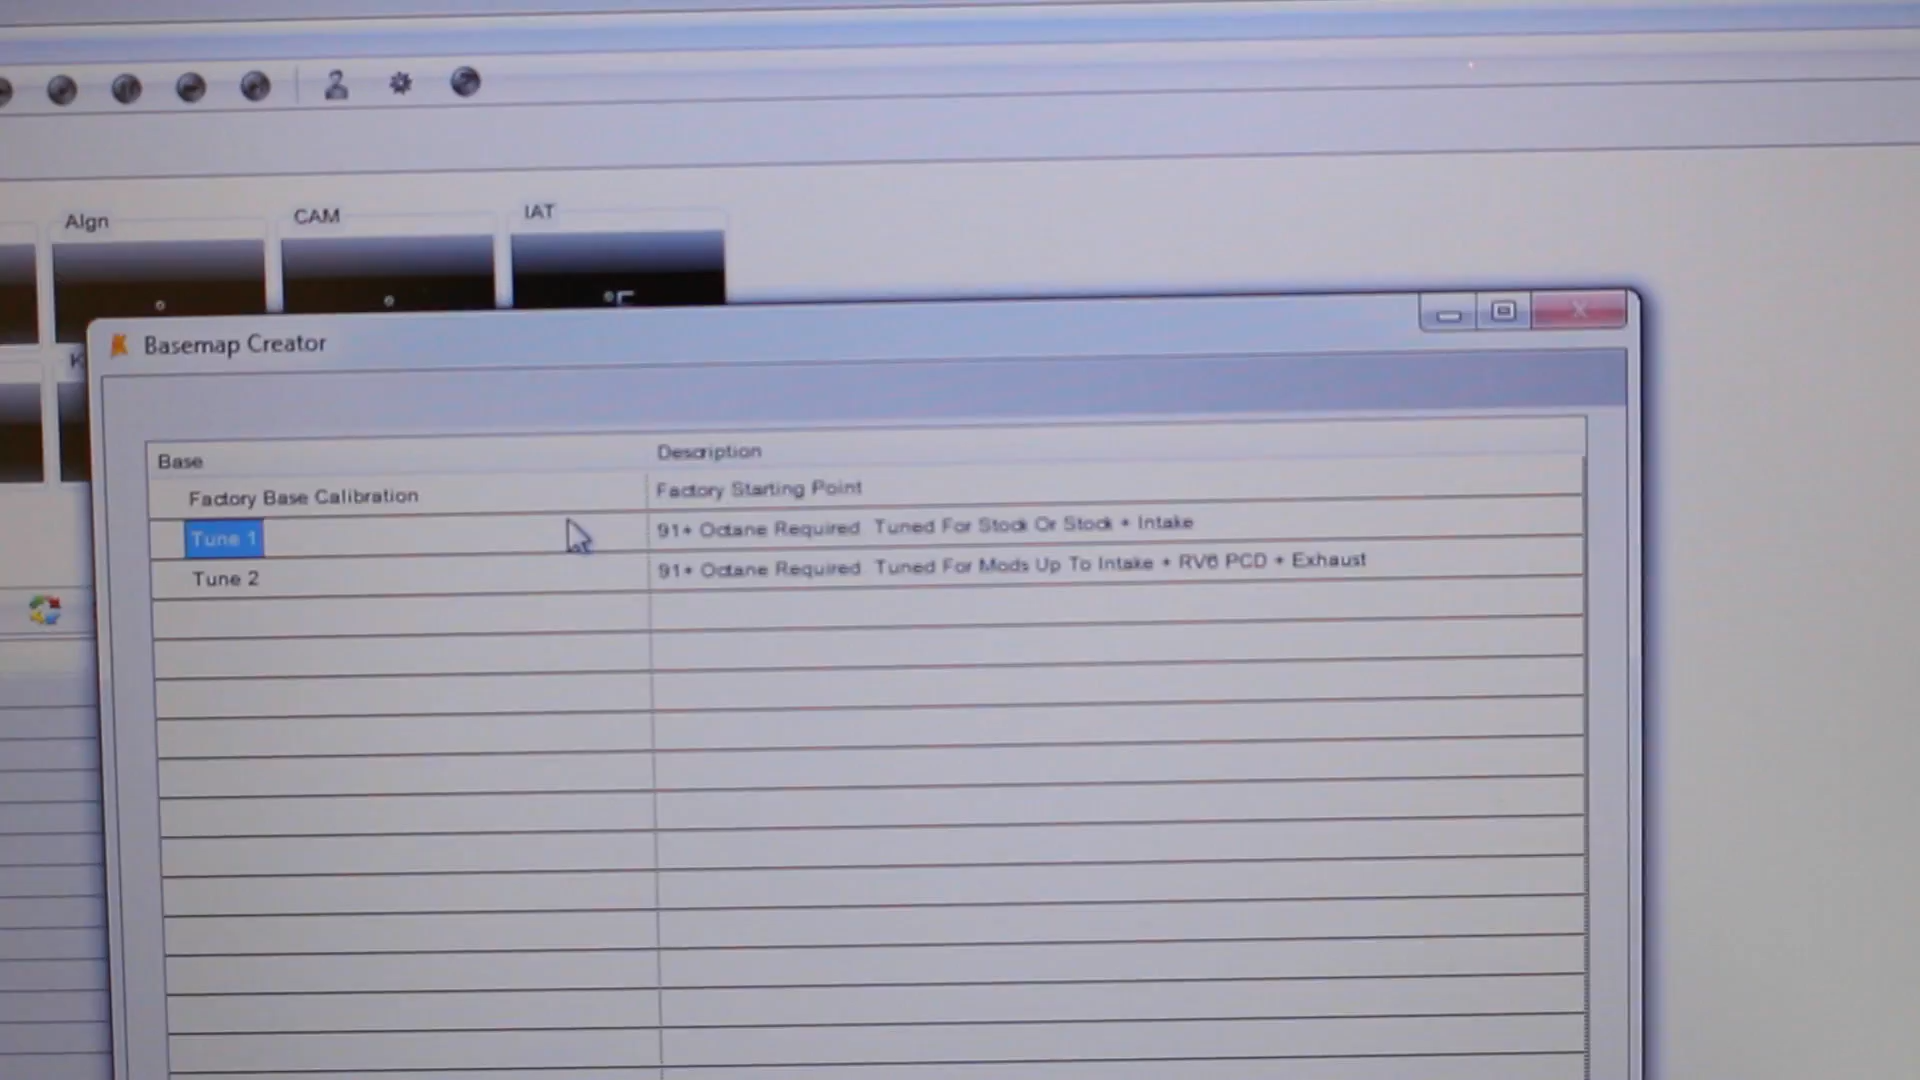 Algn
CAM
IAT
°
°
°F
K
Basemap Creator
Base
Description
Factory Base Calibration
Factory Starting Point
Tune 1
91+ Octane Required Tuned For Stock Or Stock + Intake
Tune 2
91+ Octane Required Tuned For Mods Up To Intake + RV6 PCD + Exhaust